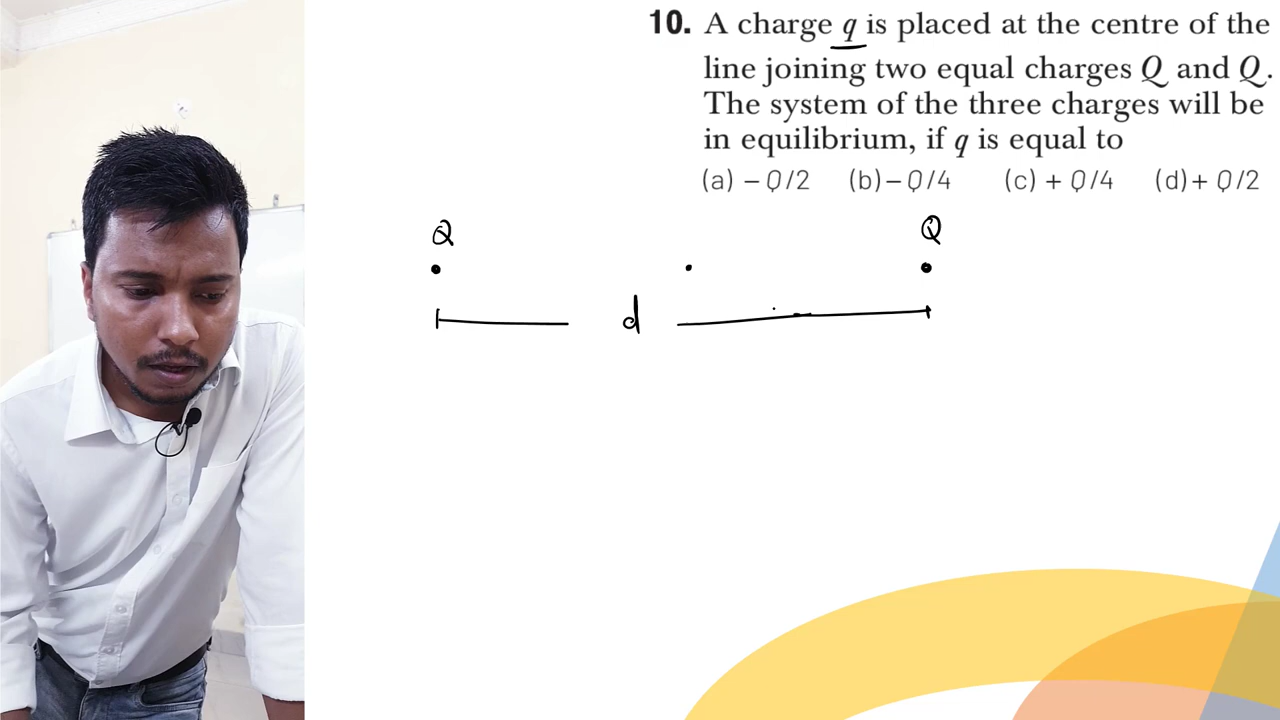 10. A charge q is placed at the centre of the
line joining two equal charges Q and Q.
The system of the three charges will be
in equilibrium, if q is equal to
(a) – Q/2 (b) – Q/4 (c) + Q/4 (d) + Q/2
Q Q
d